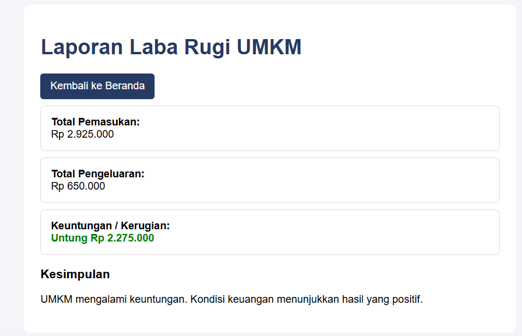 Laporan Laba Rugi UMKM
Kembali ke Beranda
Total Pemasukan:
Rp 2.925.000
Total Pengeluaran:
Rp 650.000
Keuntungan / Kerugian:
Untung Rp 2.275.000
Kesimpulan
UMKM mengalami keuntungan. Kondisi keuangan menunjukkan hasil yang positif.